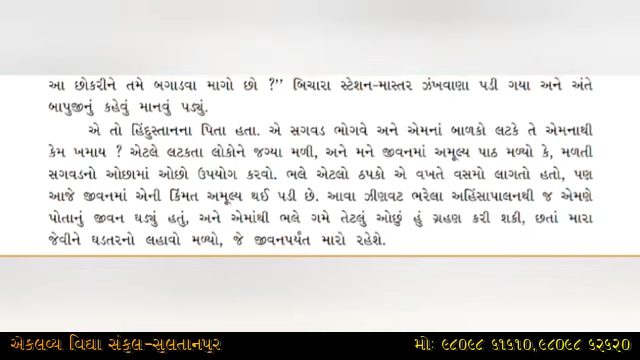 આ છોકરીને તમે બગાડવા માગો છો ?” બિચારા સ્ટેશન-માસ્તર ઝંખવાણા પડી ગયા અને અંતે
બાપુજીનું કહેવું માનવું પડ્યું.
એ તો હિંદુસ્તાનના પિતા હતા. એ સગવડ ભોગવે અને એમનાં બાળકો લટકે તે એમનાથી
કેમ ખમાય ? એટલે લટકતા લોકોને જગ્યા મળી, અને મને જીવનમાં અમૂલ્ય પાઠ મળ્યો કે, મળતી
સગવડનો ઓછામાં ઓછો ઉપયોગ કરવો. ભલે એટલો ઠપકો એ વખતે વસમો લાગતો હતો, પણ
આજે જીવનમાં એની કિંમત અમૂલ્ય થઈ પડી છે. આવા ઝીણવટ ભરેલા અહિંસાપાલનથી જ એમણે
પોતાનું જીવન ઘડ્યું હતું, અને એમાંથી ભલે ગમે તેટલું ઓછું હું ગ્રહણ કરી શકી, છતાં મારા
જેવીને ઘડતરનો લહાવો મળ્યો, જે જીવનપર્યંત મારો રહેશે.
એકલવ્ય વિદ્યા સંકુલ-સુલતાનપુર મો: ૯૮૦૯૮ ૬૧૬૧૦,૯૮૦૯૮ ૬૨૬૨૦